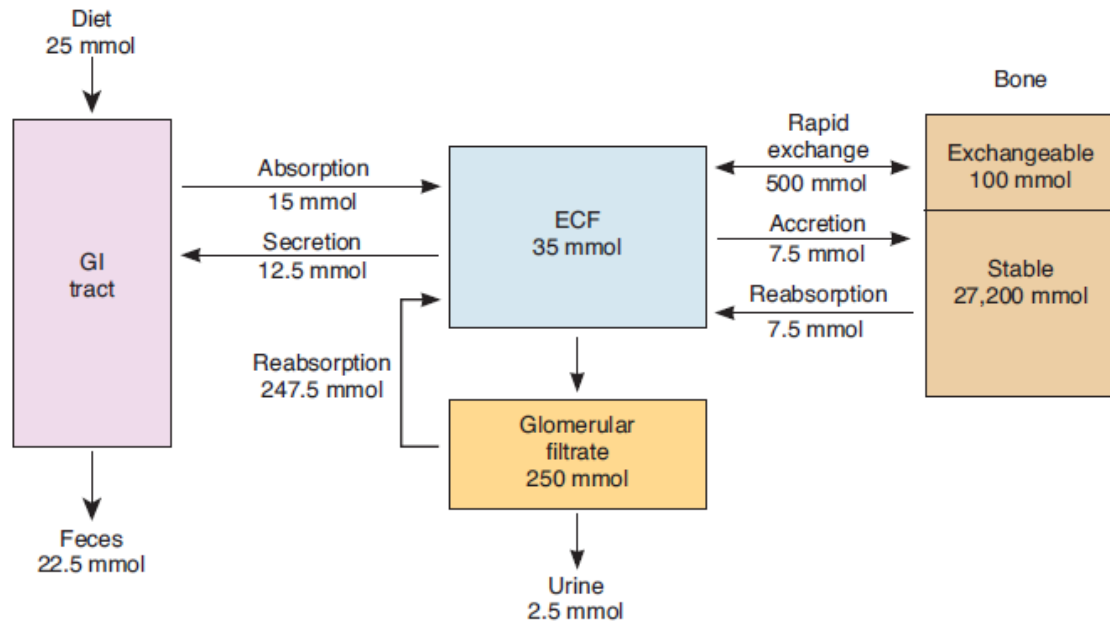 Diet
25 mmol
GI
tract
Feces
22.5 mmol
Absorption
15 mmol
Secretion
12.5 mmol
Reabsorption
247.5 mmol
ECF
35 mmol
Glomerular
filtrate
250 mmol
Urine
2.5 mmol
Rapid
exchange
500 mmol
Accretion
7.5 mmol
Reabsorption
7.5 mmol
Bone
Exchangeable
100 mmol
Stable
27,200 mmol